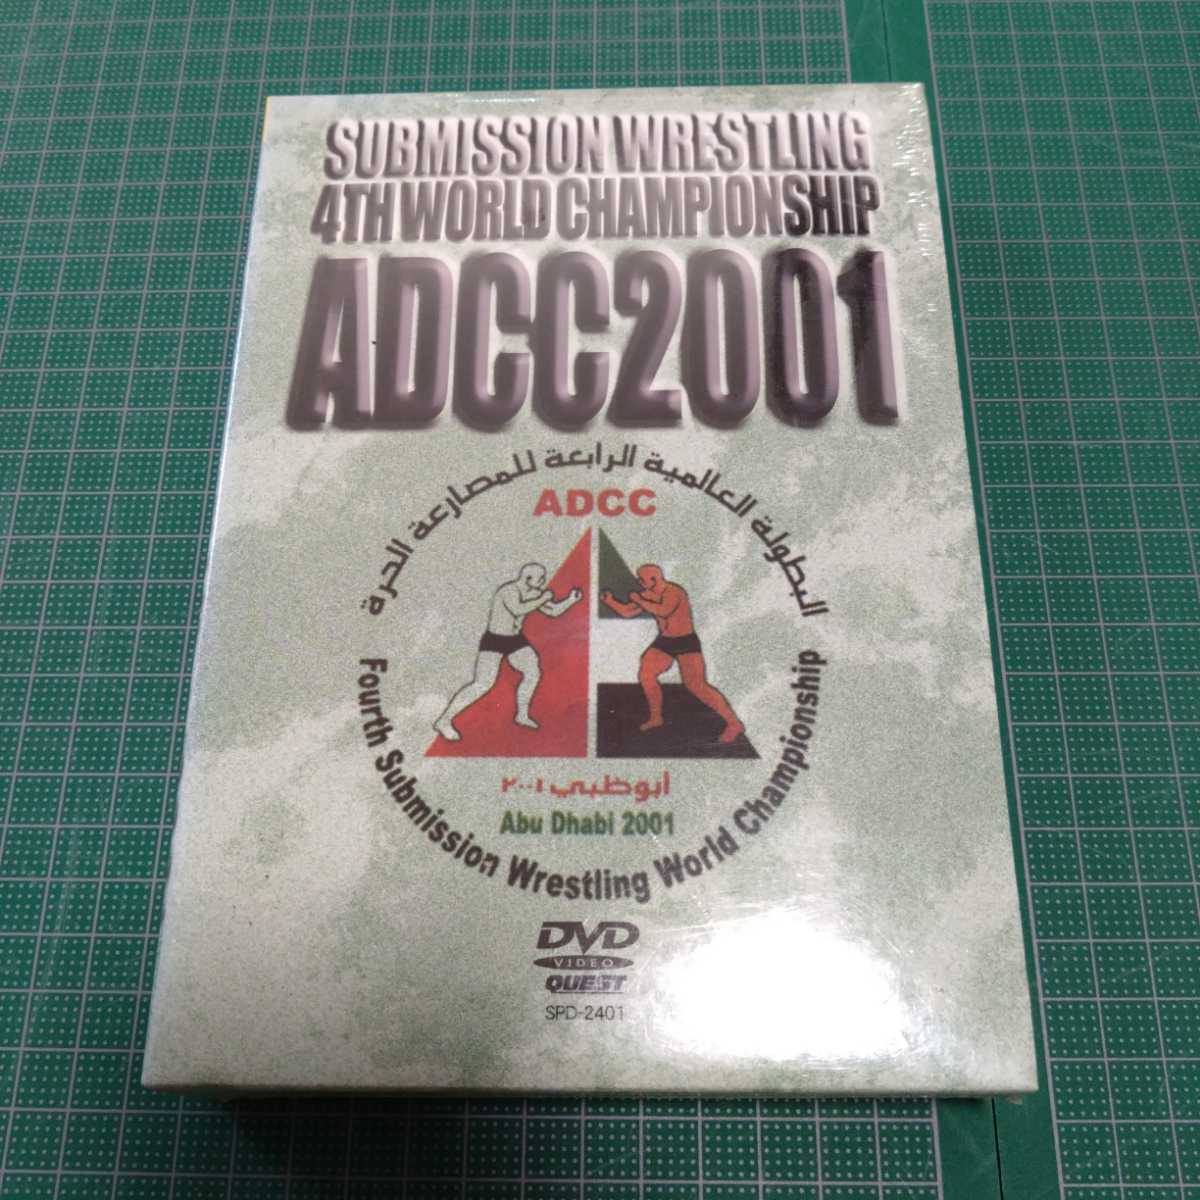 SUBMISSION WRESTLING
4TH WORLD CHAMPIONSHIP
ADCC2001
البطولة العالمية الرابعة للمصارعة الحرة
ADCC
أبوظبي ٢٠٠١
Abu Dhabi 2001
Fourth Submission Wrestling World Championship
DVD
VIDEO
QUEST
SPD-2401